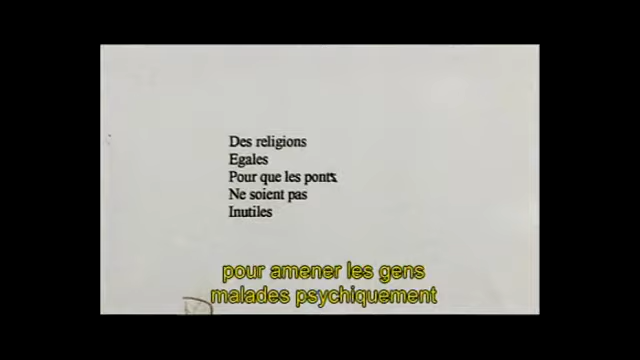 Des religions
Egales
Pour que les ponts
Ne soient pas
Inutiles
pour amener les gens
malades psychiquement